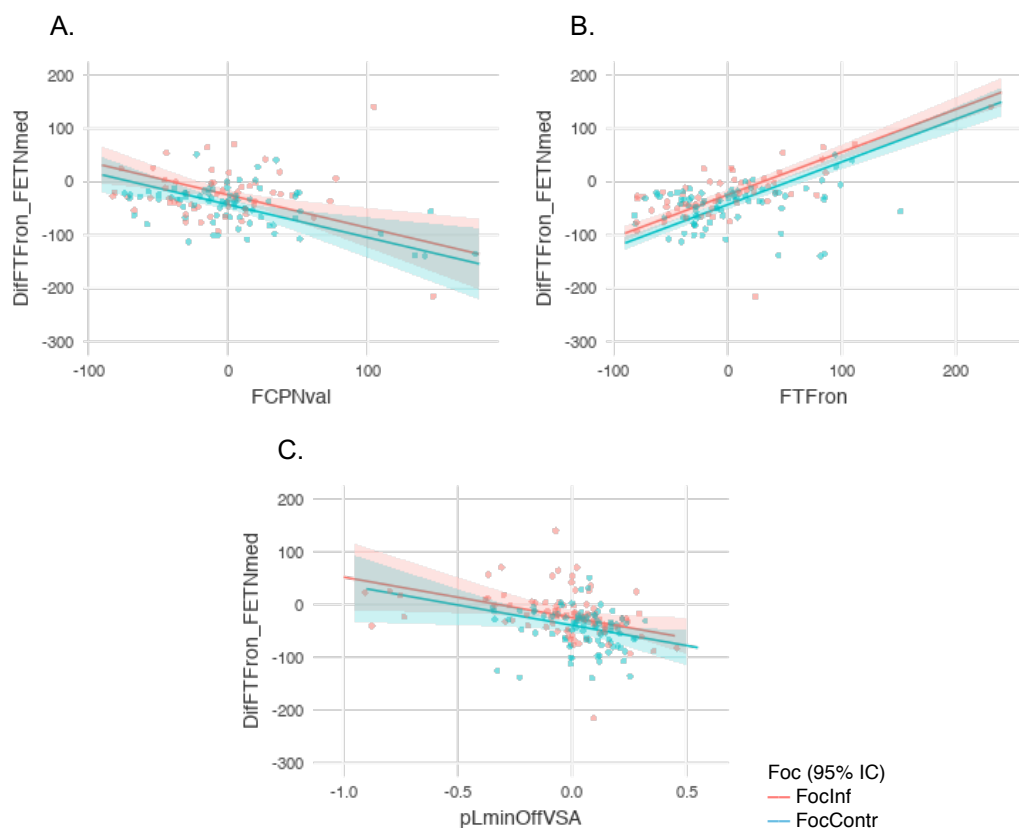 A.
B.
200
100
0
-100
-200
-300
DifFTFron_FETNmed
-100
0
100
FCPNval
200
100
0
-100
-200
-300
DifFTFron_FETNmed
-100
0
100
200
FTFron
C.
200
100
0
-100
-200
-300
DifFTFron_FETNmed
-1.0
-0.5
0.0
0.5
pLminOffVSA
Foc (95% IC)
FocInf
FocContr